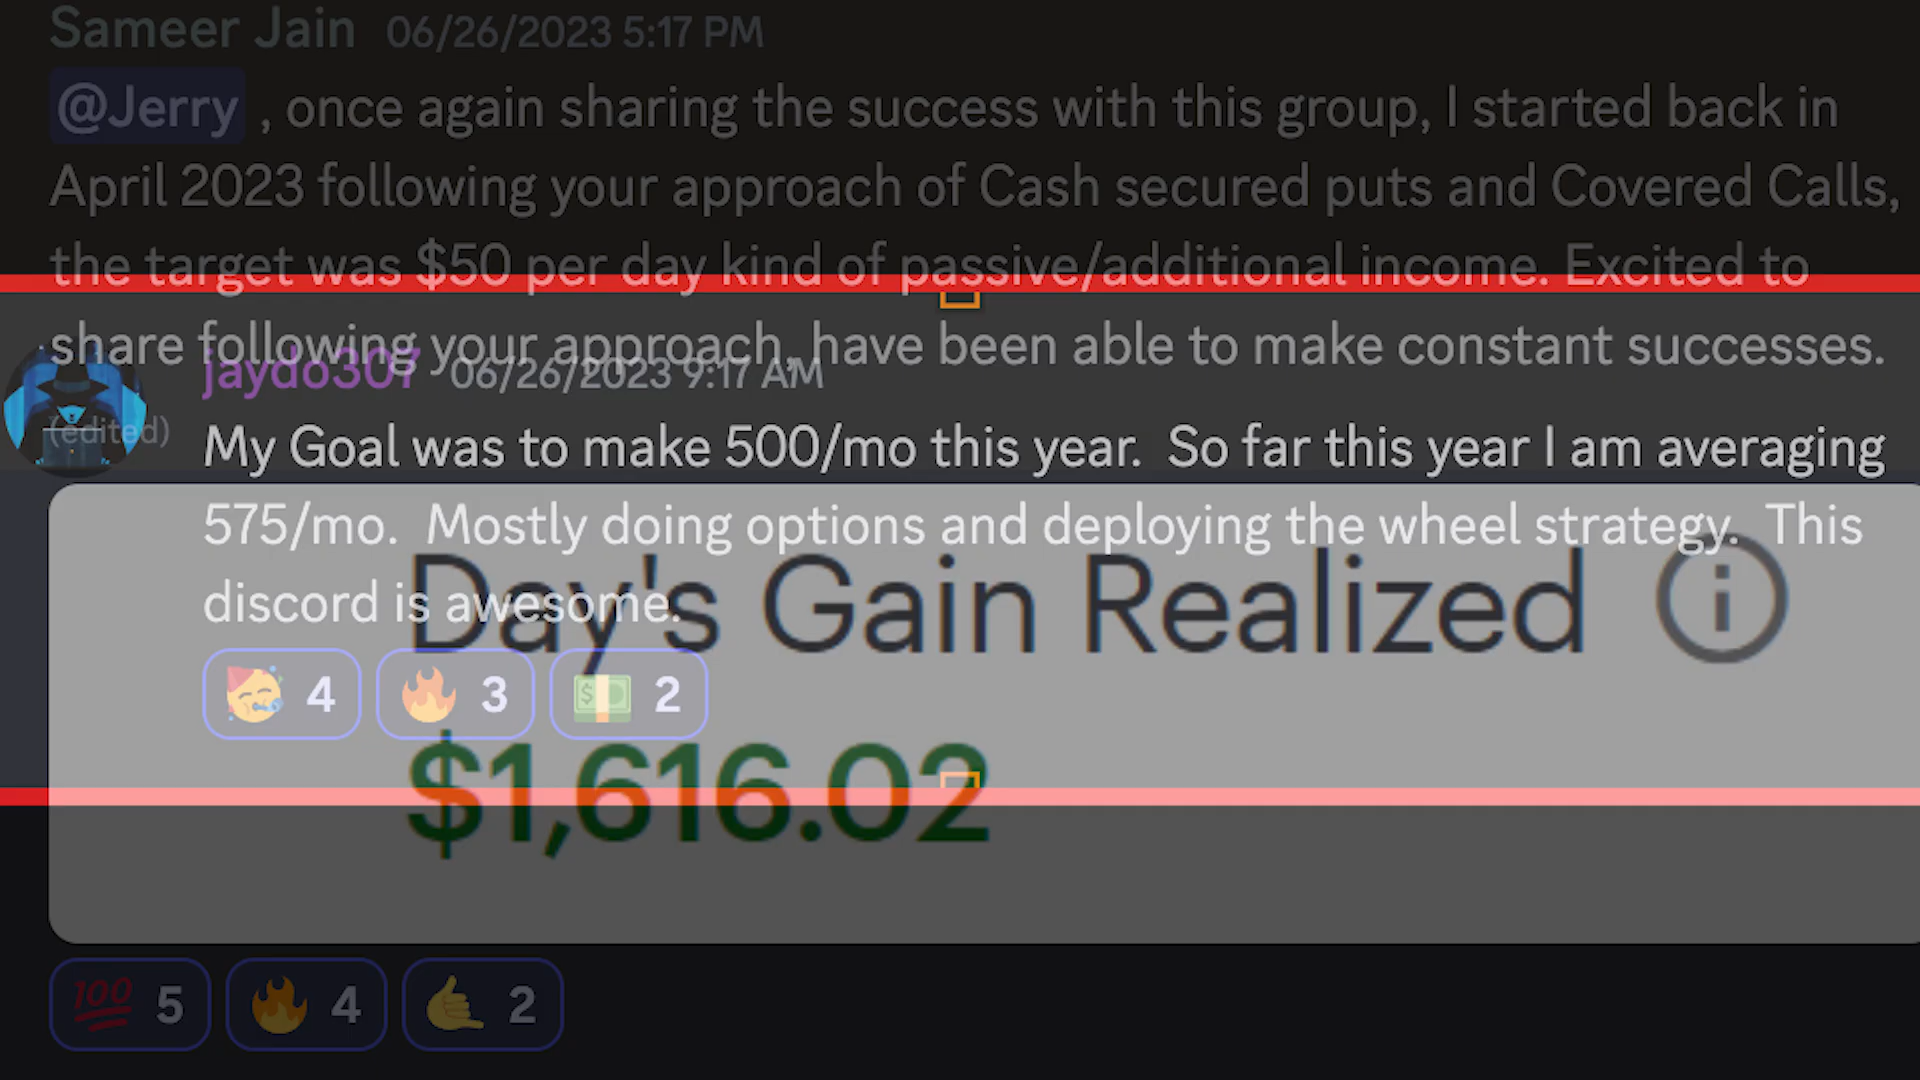 Sameer Jain 06/26/2023 5:17 PM
@Jerry , once again sharing the success with this group, I started back in
April 2023 following your approach of Cash secured puts and Covered Calls,
the target was $50 per day kind of passive/additional income. Excited to
share following your approach, have been able to make constant successes.
(edited)
jaydo307 06/26/2023 9:17 AM
My Goal was to make 500/mo this year. So far this year I am averaging
575/mo. Mostly doing options and deploying the wheel strategy. This
discord is awesome.
4 3 2
Day's Gain Realized
$1,616.02
100 5 4 2